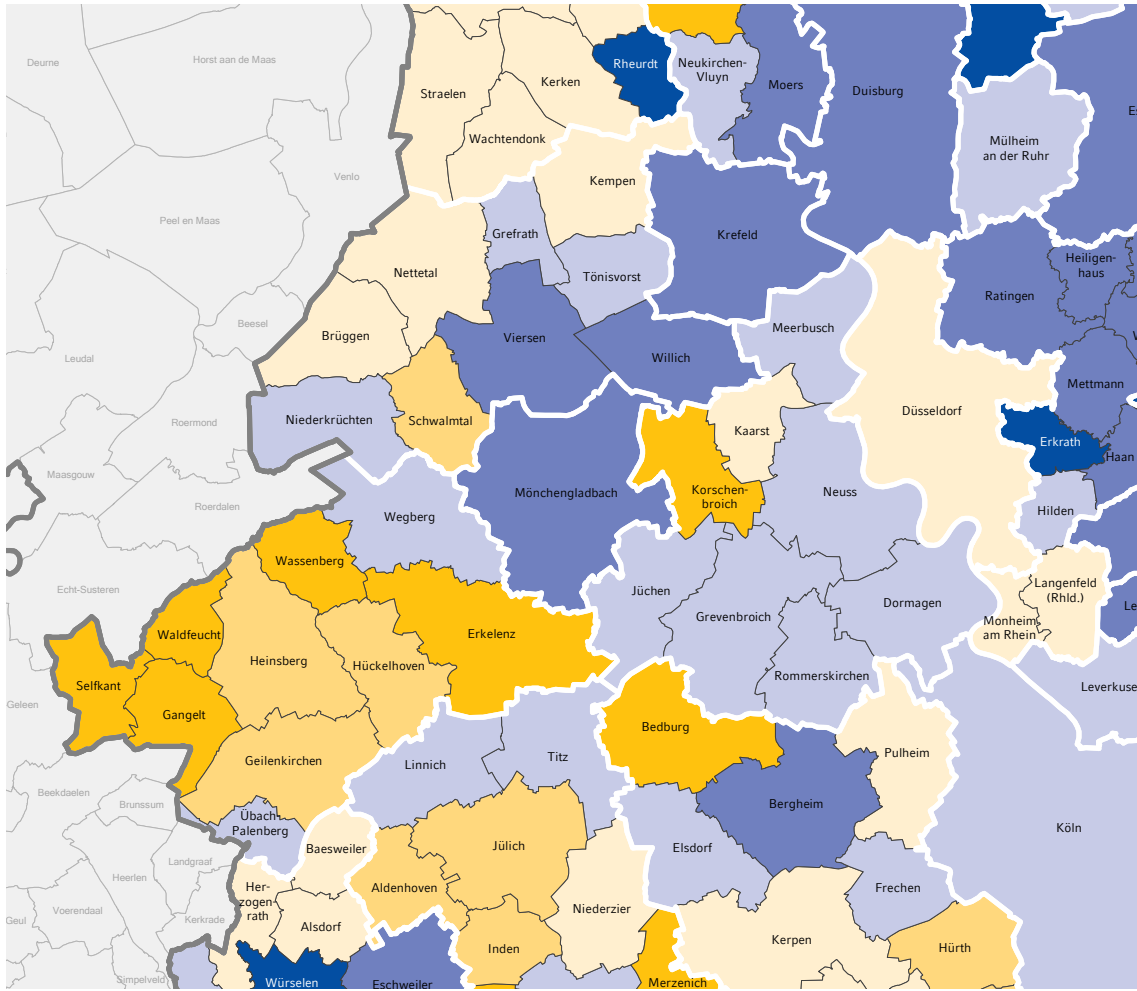 Deurne
Horst aan de Maas
Straelen
Kerken
Rheurdt
Neukirchen-
Vluyn
Moers
Duisburg
Wachtendonk
Mülheim
an der Ruhr
Venlo
Kempen
Peel en Maas
Grefrath
Krefeld
Nettetal
Tönisvorst
Heiligen-
haus
Ratingen
Beesel
Brüggen
Viersen
Meerbusch
Leudal
Willich
Mettmann
Roermond
Niederkrüchten
Schwalmtal
Kaarst
Düsseldorf
Erkrath
Haan
Maasgouw
Mönchengladbach
Korschen-
broich
Neuss
Roerdalen
Wegberg
Hilden
Wassenberg
Echt-Susteren
Jüchen
Langenfeld
(Rhld.)
Dormagen
Grevenbroich
Monheim
am Rhein
Waldfeucht
Erkelenz
Heinsberg
Hückelhoven
Rommerskirchen
Selfkant
Leverkuse
Geleen
Gangelt
Bedburg
Pulheim
Geilenkirchen
Linnich
Titz
Beekdaelen
Brunssum
Bergheim
Übach-
Palenberg
Köln
Baesweiler
Jülich
Elsdorf
Landgraaf
Heerlen
Aldenhoven
Frechen
Her-
zogen
rath
Voerendaal
Geul
Kerkrade
Alsdorf
Niederzier
Kerpen
Inden
Hürth
Simpelveld
Würselen
Eschweiler
Merzenich